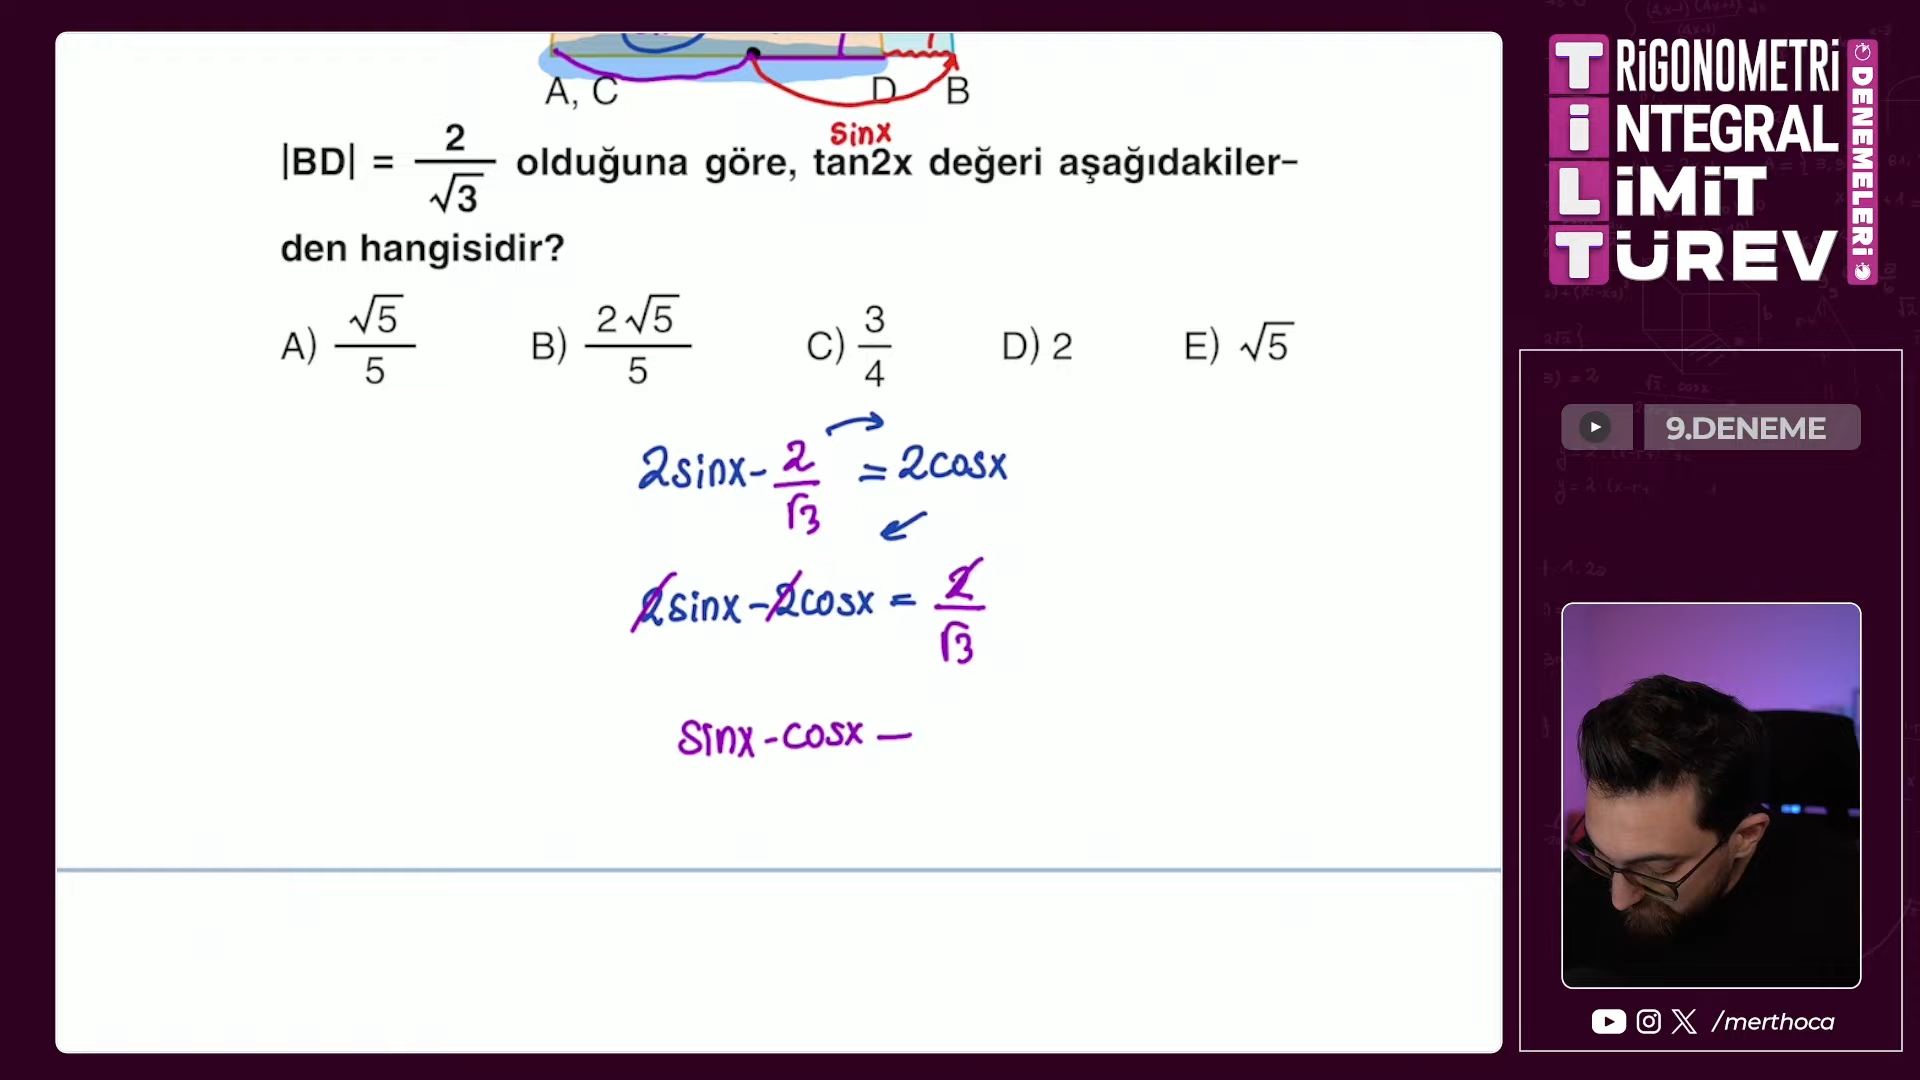 A, C
D
B
sinx
|BD| = 2/√3 olduğuna göre, tan2x değeri aşağıdakiler-
den hangisidir?
A) √5/5 B) 2√5/5 C) 3/4 D) 2 E) √5
2sinx - 2/√3 = 2cosx
2sinx - 2cosx = 2/√3
sinx - cosx –
TRiGONOMETRi
iNTEGRAL
LiMiT
TÜREV
DENEMELERi
9.DENEME
/merthoca